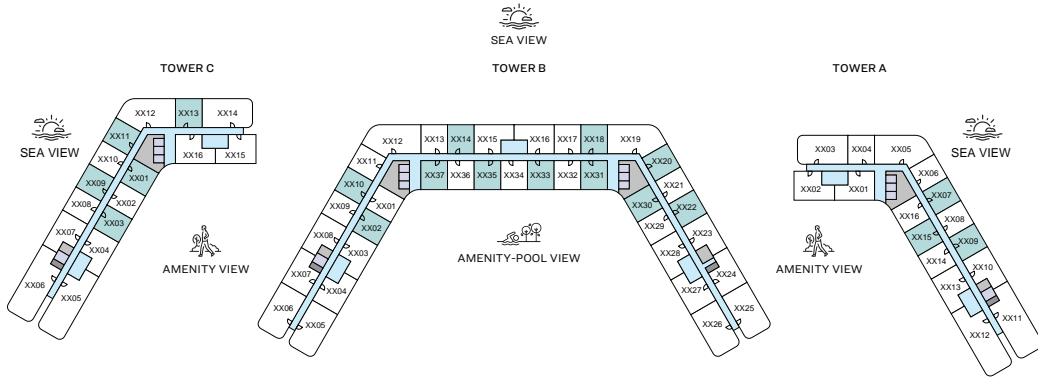 SEA VIEW
TOWER C
TOWER B
TOWER A
SEA VIEW
SEA VIEW
AMENITY VIEW
AMENITY-POOL VIEW
AMENITY VIEW
XX12
XX13
XX14
XX11
XX16
XX15
XX10
XX01
XX09
XX02
XX08
XX03
XX07
XX04
XX06
XX05
XX12
XX13
XX14
XX15
XX16
XX17
XX18
XX19
XX11
XX20
XX10
XX37
XX36
XX35
XX34
XX33
XX32
XX31
XX21
XX09
XX01
XX30
XX22
XX08
XX02
XX29
XX23
XX07
XX03
XX28
XX24
XX06
XX04
XX27
XX25
XX05
XX26
XX03
XX04
XX05
XX02
XX01
XX06
XX07
XX16
XX08
XX15
XX09
XX14
XX10
XX13
XX11
XX12